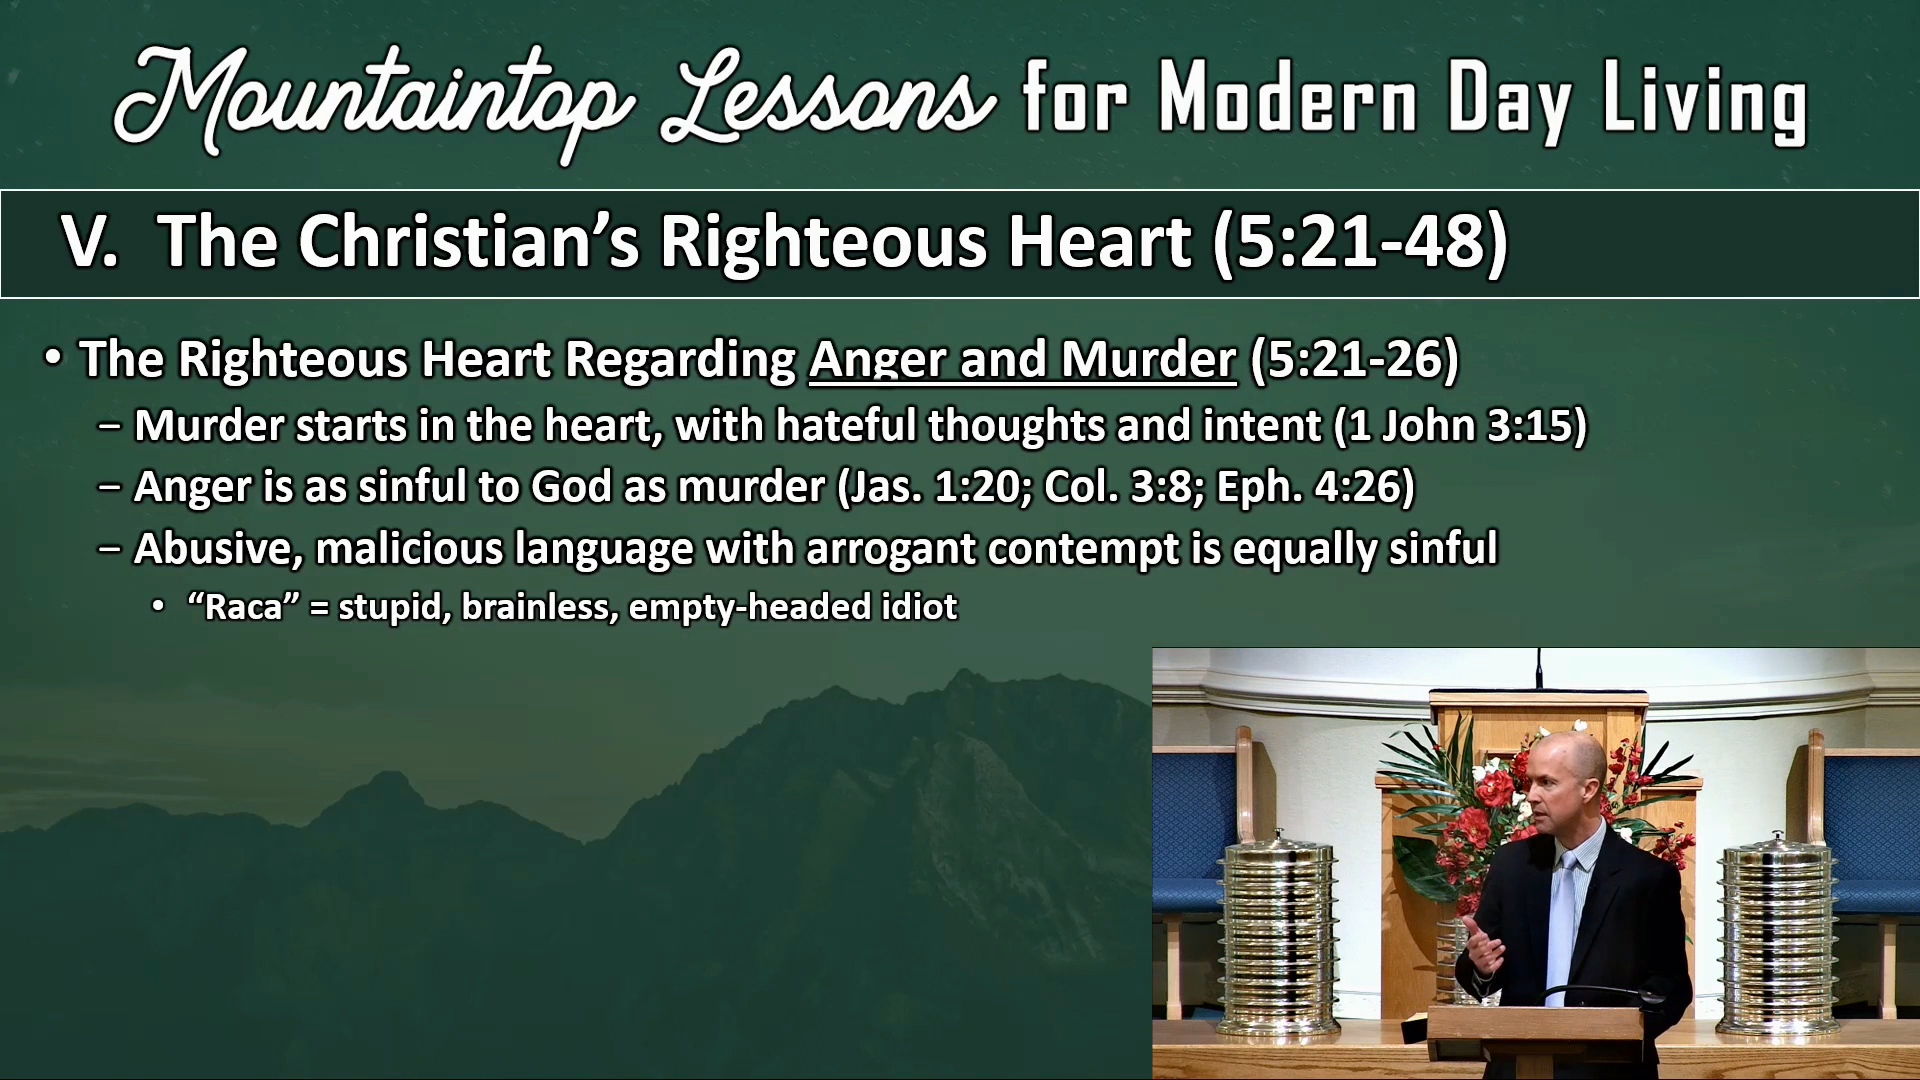 Mountaintop Lessons for Modern Day Living
V. The Christian’s Righteous Heart (5:21-48)
• The Righteous Heart Regarding Anger and Murder (5:21-26)
– Murder starts in the heart, with hateful thoughts and intent (1 John 3:15)
– Anger is as sinful to God as murder (Jas. 1:20; Col. 3:8; Eph. 4:26)
– Abusive, malicious language with arrogant contempt is equally sinful
• “Raca” = stupid, brainless, empty-headed idiot